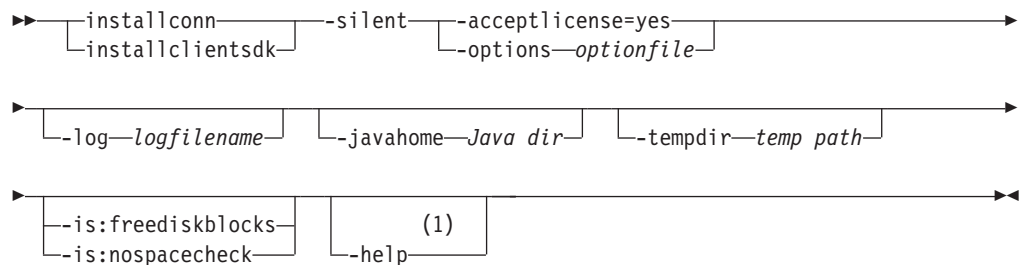 installconn -silent -acceptlicense=yes
installclientsdk -options optionfile
-log logfilename -javahome Java dir -tempdir temp path
-is:freediskblocks (1)
-is:nospacecheck -help